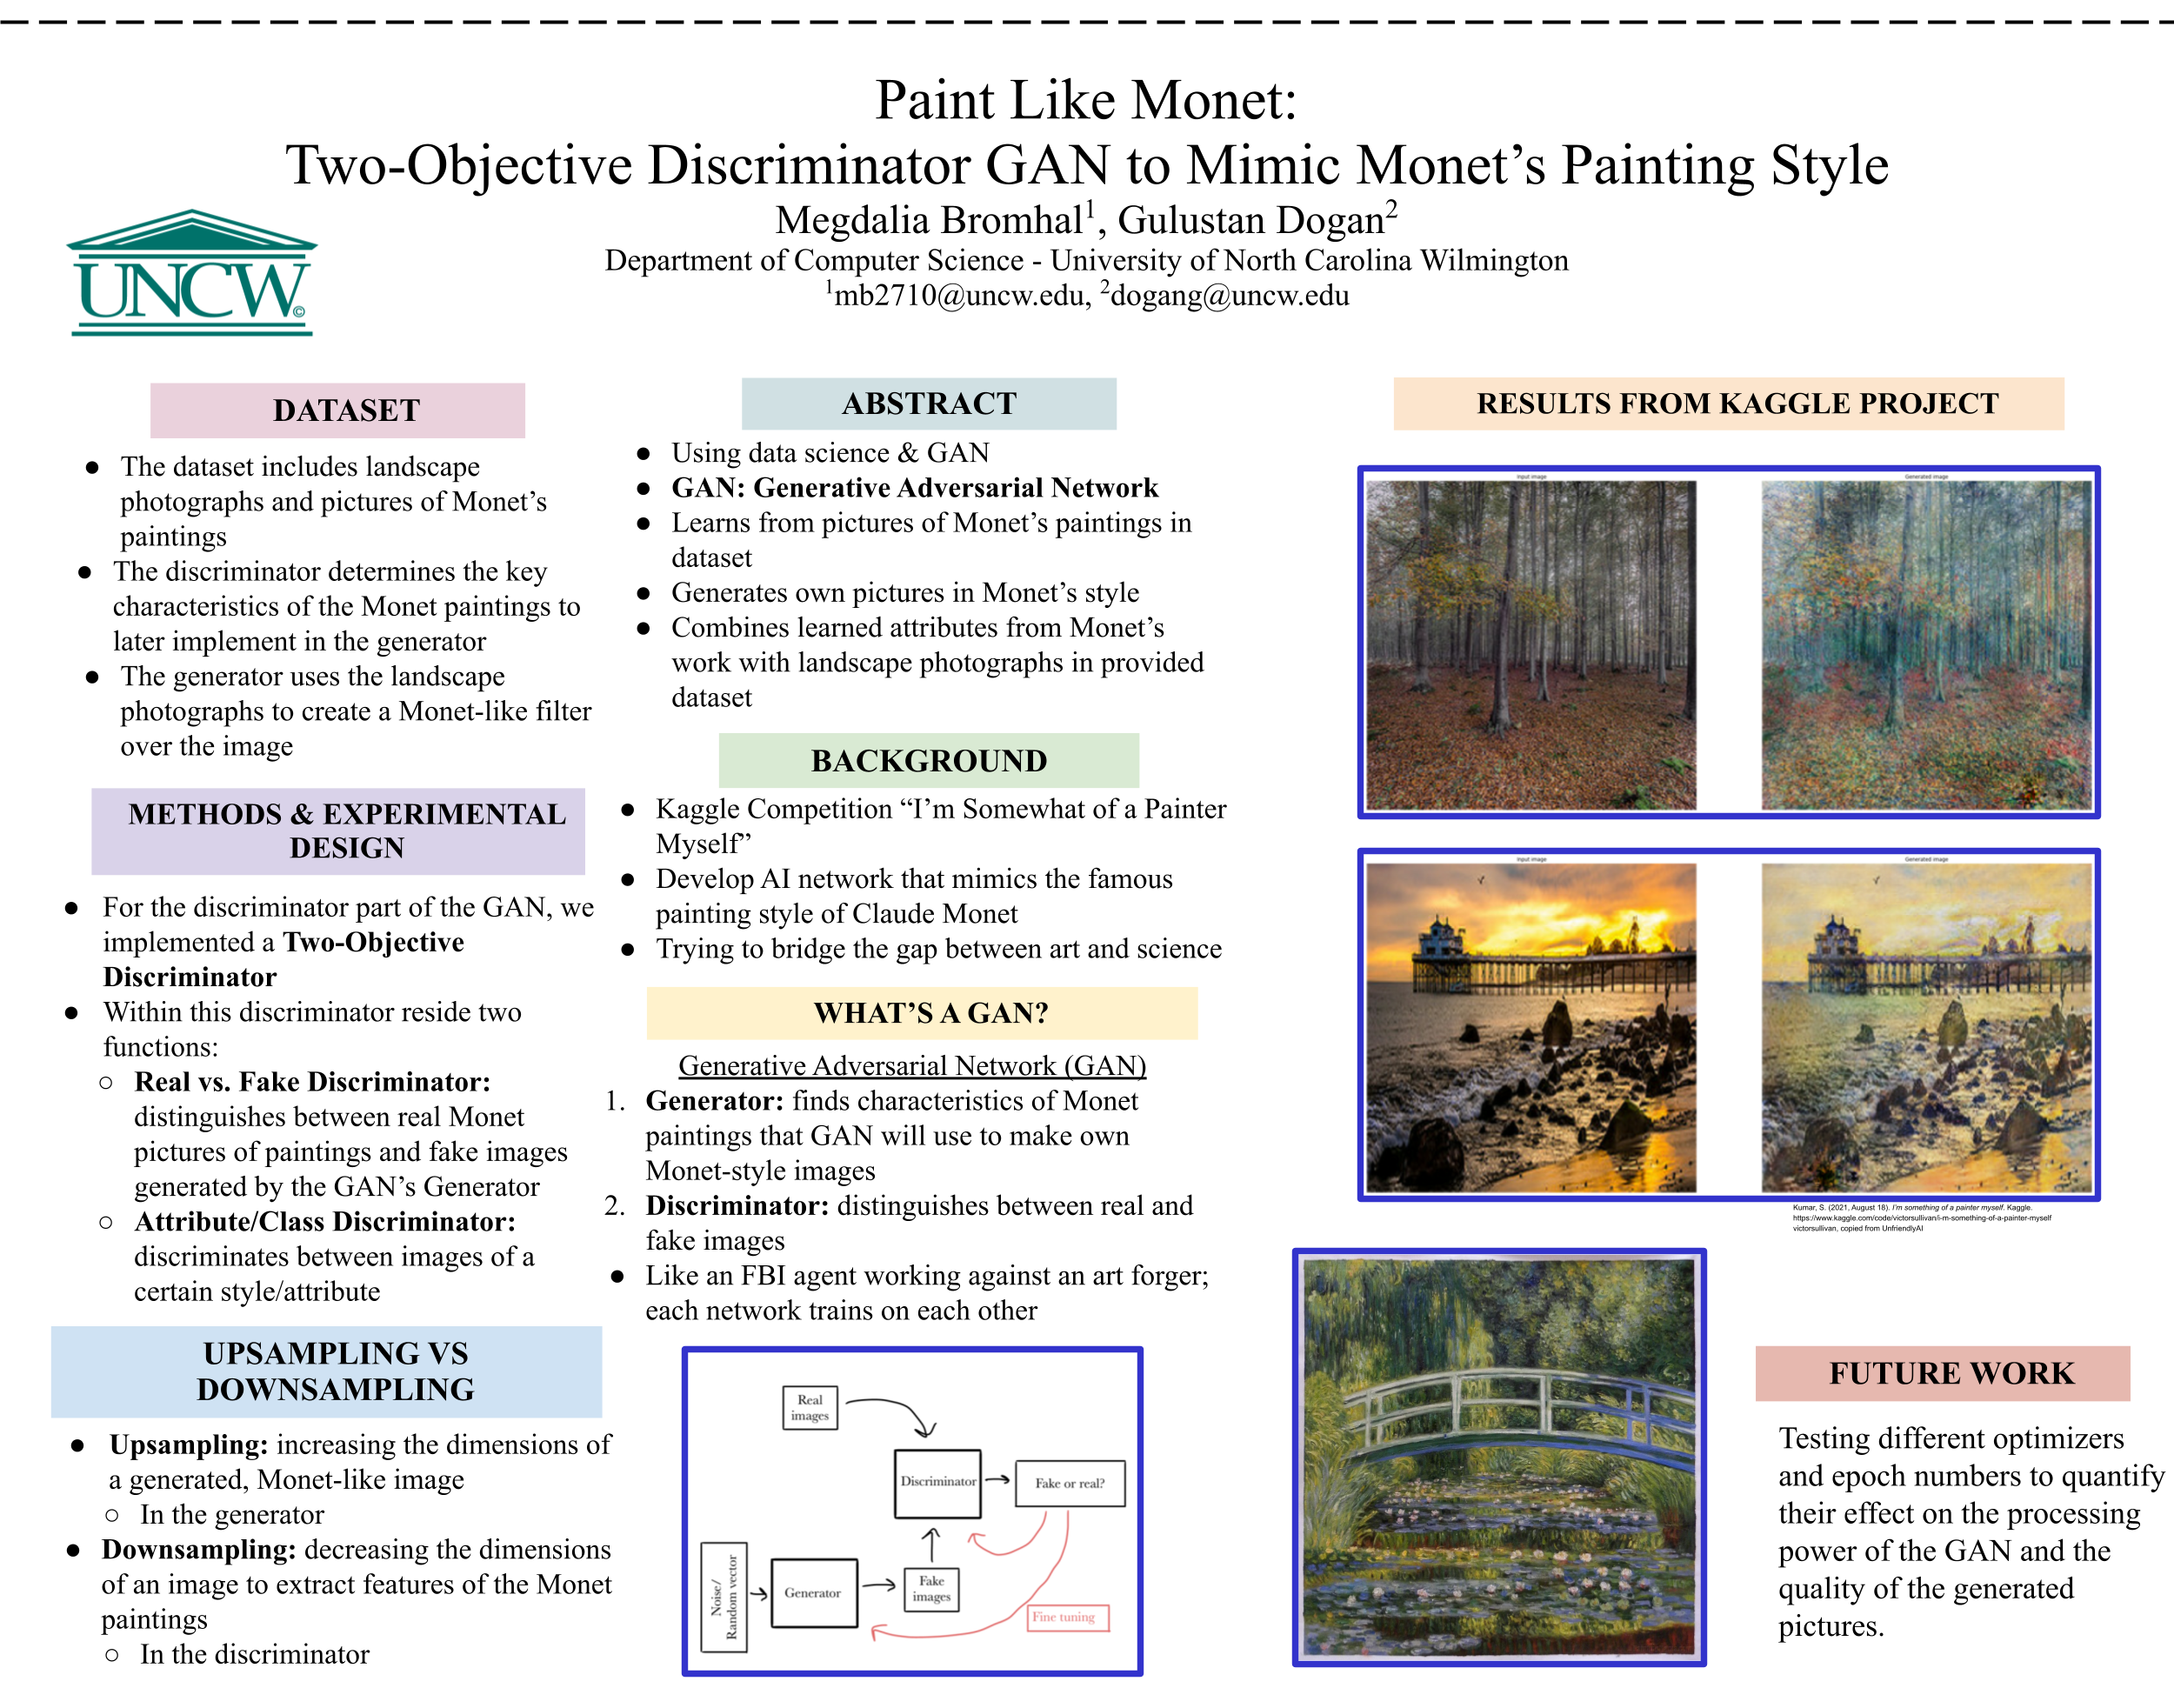 Paint Like Monet:
Two-Objective Discriminator GAN to Mimic Monet’s Painting Style
Megdalia Bromhal1, Gulustan Dogan2
Department of Computer Science - University of North Carolina Wilmington
1mb2710@uncw.edu, 2dogang@uncw.edu
UNCW
©
DATASET
● The dataset includes landscape
photographs and pictures of Monet’s
paintings
● The discriminator determines the key
characteristics of the Monet paintings to
later implement in the generator
● The generator uses the landscape
photographs to create a Monet-like filter
over the image
METHODS & EXPERIMENTAL
DESIGN
● For the discriminator part of the GAN, we
implemented a Two-Objective
Discriminator
● Within this discriminator reside two
functions:
○ Real vs. Fake Discriminator:
distinguishes between real Monet
pictures of paintings and fake images
generated by the GAN’s Generator
○ Attribute/Class Discriminator:
discriminates between images of a
certain style/attribute
UPSAMPLING VS
DOWNSAMPLING
● Upsampling: increasing the dimensions of
a generated, Monet-like image
○ In the generator
● Downsampling: decreasing the dimensions
of an image to extract features of the Monet
paintings
○ In the discriminator
ABSTRACT
● Using data science & GAN
● GAN: Generative Adversarial Network
● Learns from pictures of Monet’s paintings in
dataset
● Generates own pictures in Monet’s style
● Combines learned attributes from Monet’s
work with landscape photographs in provided
dataset
BACKGROUND
● Kaggle Competition “I’m Somewhat of a Painter
Myself”
● Develop AI network that mimics the famous
painting style of Claude Monet
● Trying to bridge the gap between art and science
WHAT’S A GAN?
Generative Adversarial Network (GAN)
1. Generator: finds characteristics of Monet
paintings that GAN will use to make own
Monet-style images
2. Discriminator: distinguishes between real and
fake images
● Like an FBI agent working against an art forger;
each network trains on each other
Real
images
Discriminator
Fake or real?
Noise/
Random vector
Generator
Fake
images
Fine tuning
RESULTS FROM KAGGLE PROJECT
Input image
Generated image
Input image
Generated image
Kumar, S. (2021, August 18). I'm something of a painter myself. Kaggle.
https://www.kaggle.com/code/victorsullivan/i-m-something-of-a-painter-myself
victorsullivan, copied from UnfriendlyAI
FUTURE WORK
Testing different optimizers
and epoch numbers to quantify
their effect on the processing
power of the GAN and the
quality of the generated
pictures.